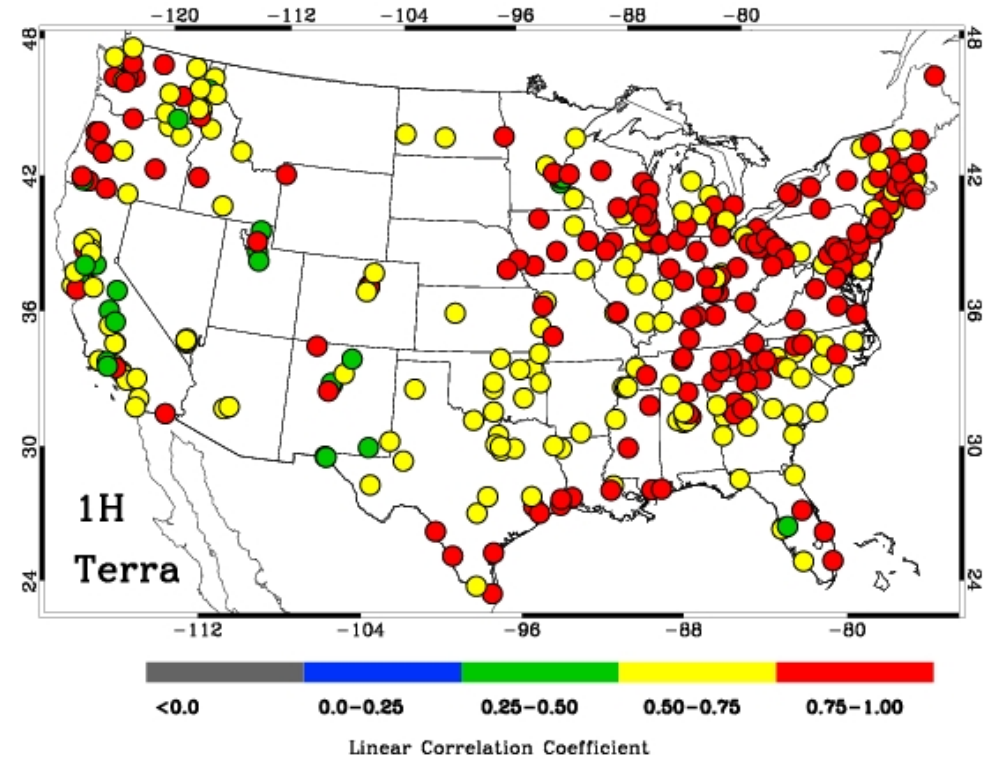 -120 -112 -104 -96 -88 -80
48 48
42 42
36 36
30 30
1H
Terra
24 24
-112 -104 -96 -88 -80
<0.0 0.0-0.25 0.25-0.50 0.50-0.75 0.75-1.00
Linear Correlation Coefficient